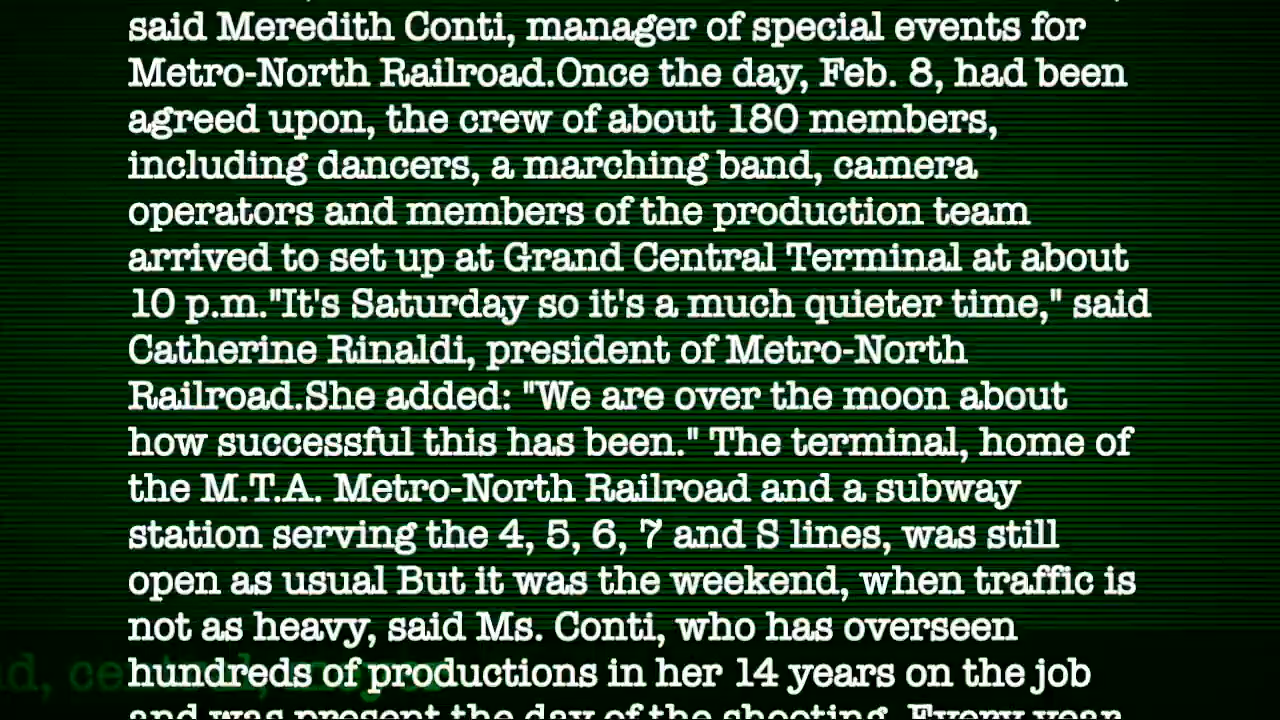 said Meredith Conti, manager of special events for
Metro-North Railroad.Once the day, Feb. 8, had been
agreed upon, the crew of about 180 members,
including dancers, a marching band, camera
operators and members of the production team
arrived to set up at Grand Central Terminal at about
10 p.m."It's Saturday so it's a much quieter time," said
Catherine Rinaldi, president of Metro-North
Railroad.She added: "We are over the moon about
how successful this has been." The terminal, home of
the M.T.A. Metro-North Railroad and a subway
station serving the 4, 5, 6, 7 and S lines, was still
open as usual But it was the weekend, when traffic is
not as heavy, said Ms. Conti, who has overseen
hundreds of productions in her 14 years on the job
and was present the day of the shooting. Every year